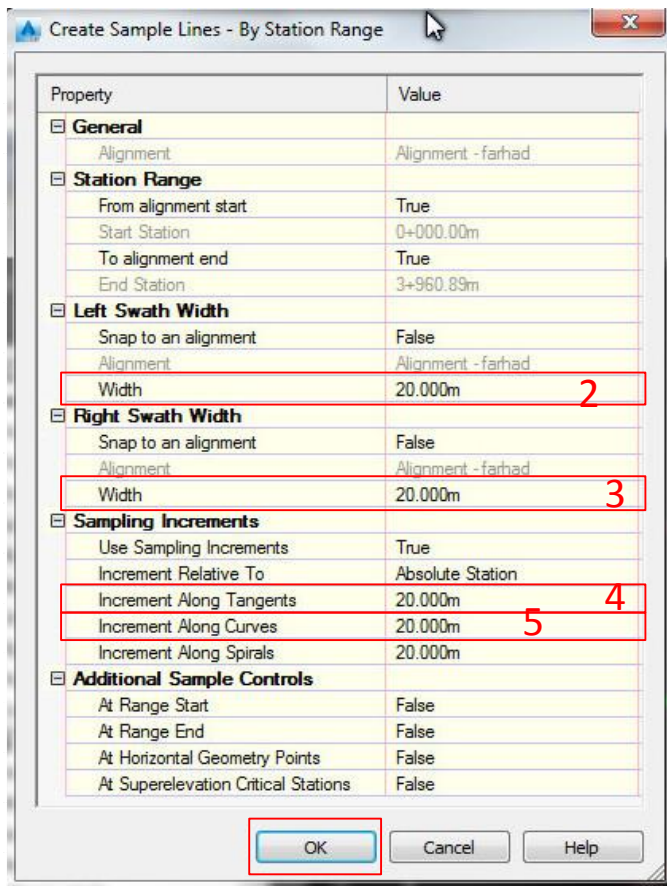 Create Sample Lines - By Station Range
Property Value
General
Alignment Alignment - farhad
Station Range
From alignment start True
Start Station 0+000.00m
To alignment end True
End Station 3+960.89m
Left Swath Width
Snap to an alignment False
Alignment Alignment - farhad
Width 20.000m 2
Right Swath Width
Snap to an alignment False
Alignment Alignment - farhad
Width 20.000m 3
Sampling Increments
Use Sampling Increments True
Increment Relative To Absolute Station
Increment Along Tangents 20.000m 4
Increment Along Curves 20.000m 5
Increment Along Spirals 20.000m
Additional Sample Controls
At Range Start False
At Range End False
At Horizontal Geometry Points False
At Superelevation Critical Stations False
OK Cancel Help